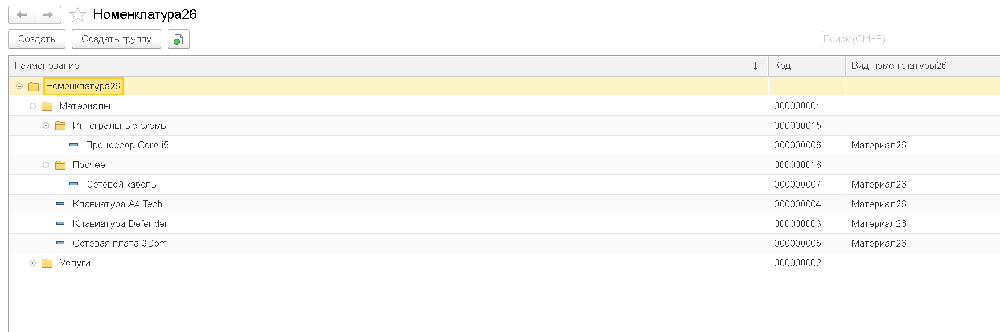 Номенклатура26
Создать Создать группу Поиск (Ctrl+F)
Наименование ↓ Код Вид номенклатуры26
Номенклатура26
Материалы 000000001
Интегральные схемы 000000015
Процессор Core i5 000000006 Материал26
Прочее 000000016
Сетевой кабель 000000007 Материал26
Клавиатура A4 Tech 000000004 Материал26
Клавиатура Defender 000000003 Материал26
Сетевая плата 3Com 000000005 Материал26
Услуги 000000002